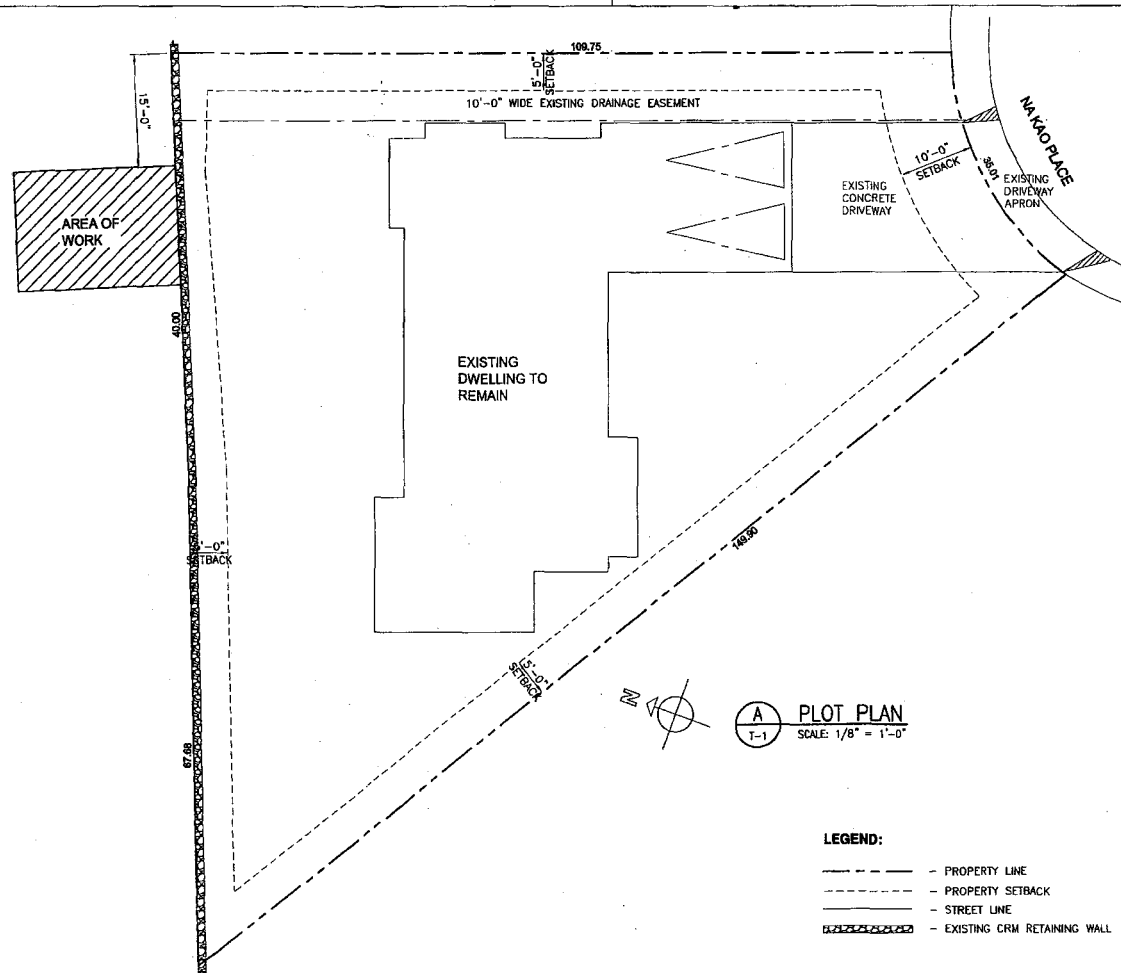 109.75
5'-0"
SETBACK
15'-0"
10'-0" WIDE EXISTING DRAINAGE EASEMENT
NA KAO PLACE
10'-0"
SETBACK
35.01
EXISTING
DRIVEWAY
APRON
EXISTING
CONCRETE
DRIVEWAY
AREA OF
WORK
40.00
EXISTING
DWELLING TO
REMAIN
5'-0"
SETBACK
149.90
5'-0"
SETBACK
N
A
T-1
PLOT PLAN
SCALE: 1/8" = 1'-0"
67.68
LEGEND:
- PROPERTY LINE
- PROPERTY SETBACK
- STREET LINE
- EXISTING CRM RETAINING WALL